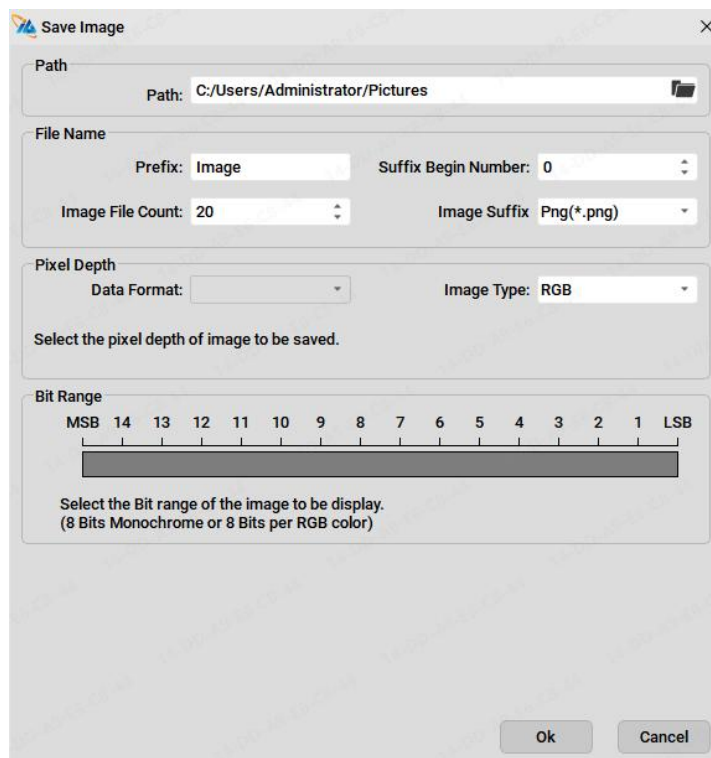 Save Image
Path
Path: C:/Users/Administrator/Pictures
File Name
Prefix: Image Suffix Begin Number: 0
Image File Count: 20 Image Suffix Png(*.png)
Pixel Depth
Data Format: Image Type: RGB
Select the pixel depth of image to be saved.
Bit Range
MSB 14 13 12 11 10 9 8 7 6 5 4 3 2 1 LSB
Select the Bit range of the image to be display.
(8 Bits Monochrome or 8 Bits per RGB color)
Ok Cancel